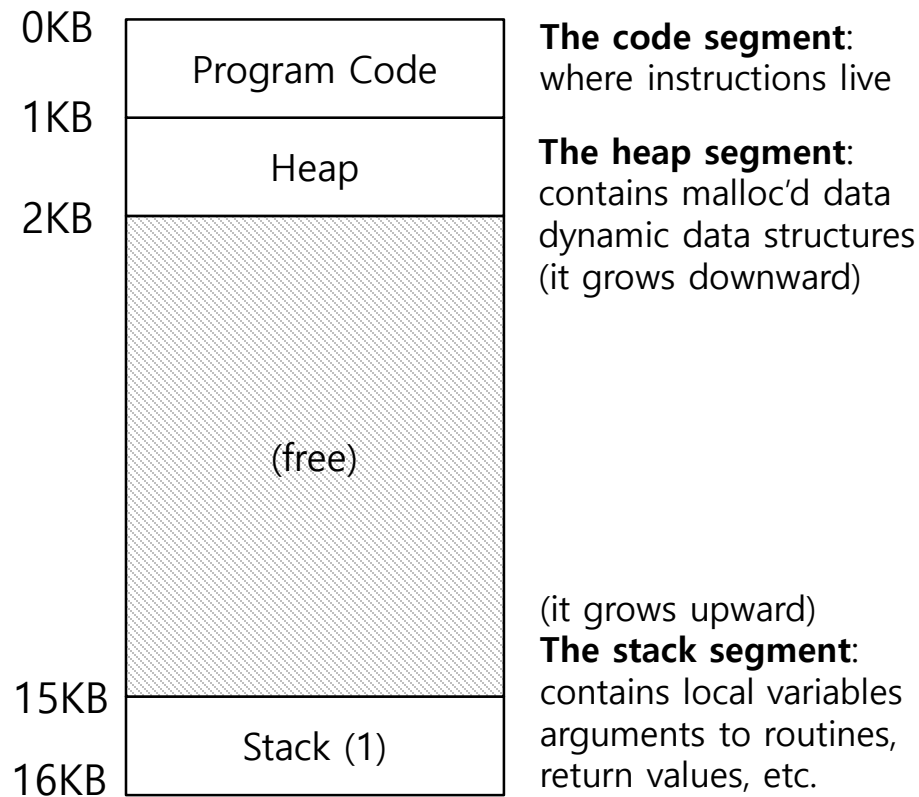 0KB
Program Code
The code segment:
where instructions live
1KB
Heap
The heap segment:
contains malloc’d data
dynamic data structures
(it grows downward)
2KB
(free)
(it grows upward)
The stack segment:
contains local variables
arguments to routines,
return values, etc.
15KB
Stack (1)
16KB